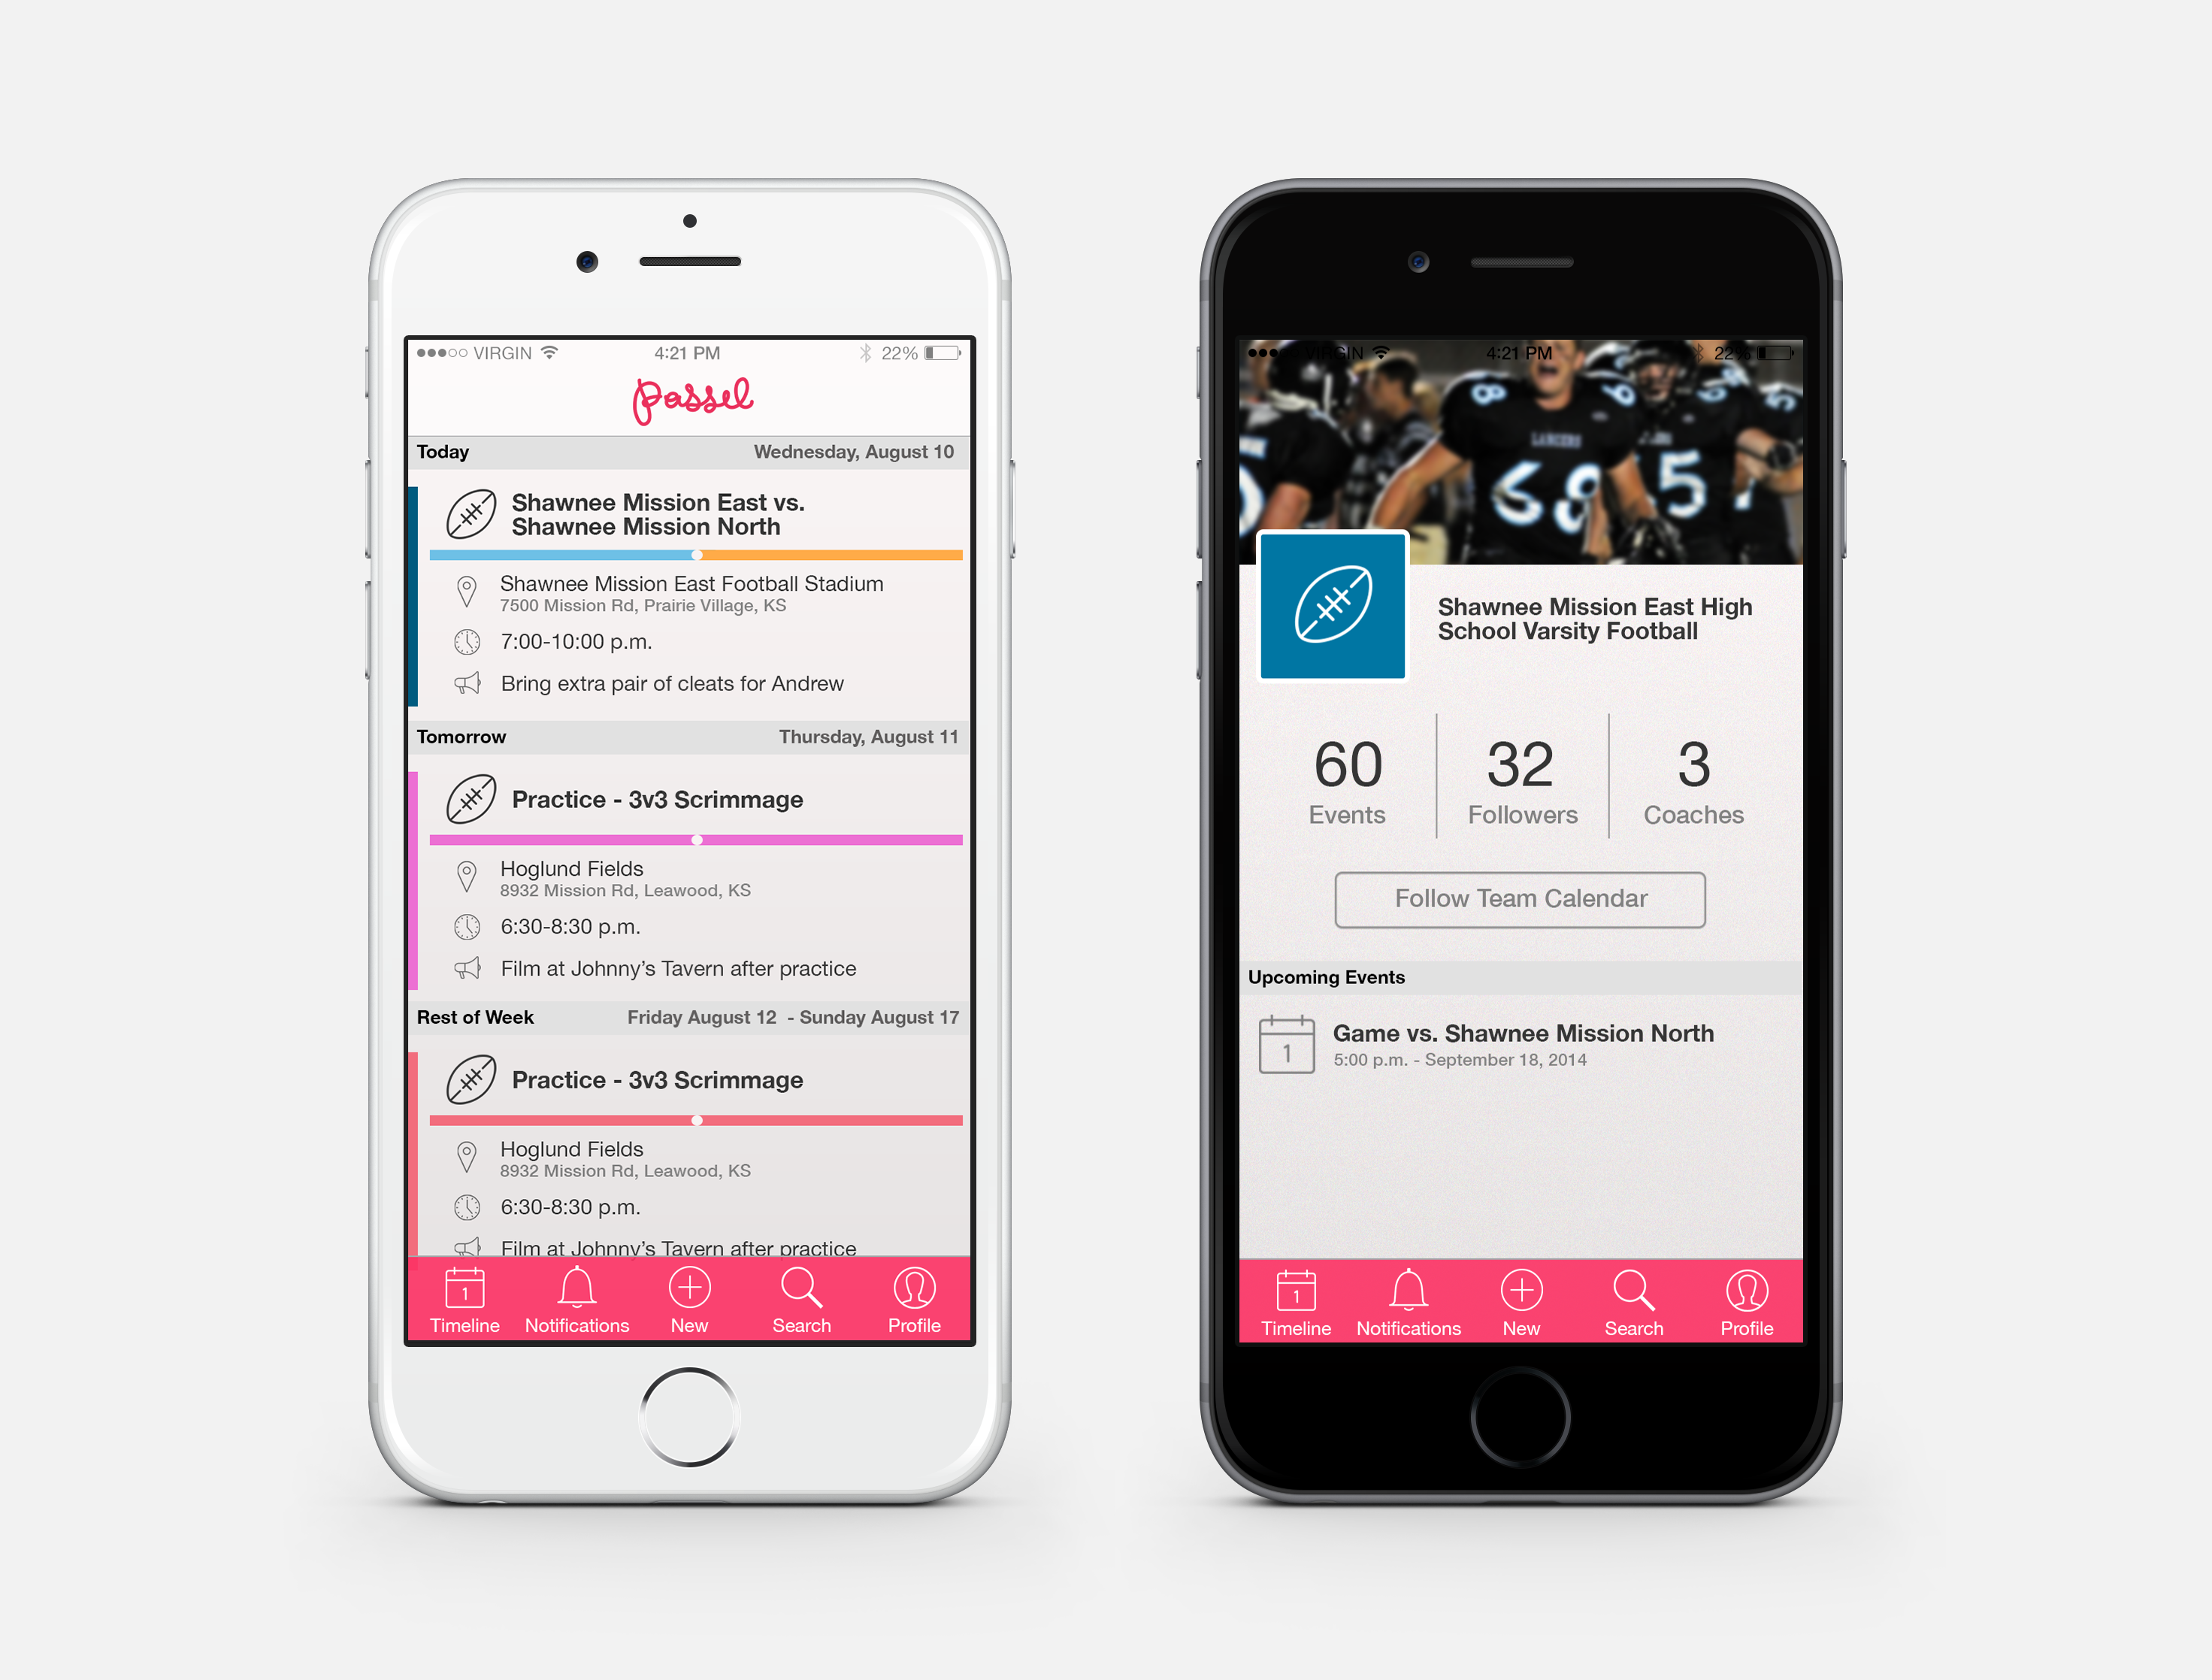 VIRGIN
4:21 PM
22%
Passel
Today
Wednesday, August 10
Shawnee Mission East vs.
Shawnee Mission North
Shawnee Mission East Football Stadium
7500 Mission Rd, Prairie Village, KS
7:00-10:00 p.m.
Bring extra pair of cleats for Andrew
Tomorrow
Thursday, August 11
Practice - 3v3 Scrimmage
Hoglund Fields
8932 Mission Rd, Leawood, KS
6:30-8:30 p.m.
Film at Johnny’s Tavern after practice
Rest of Week
Friday August 12 - Sunday August 17
Practice - 3v3 Scrimmage
Hoglund Fields
8932 Mission Rd, Leawood, KS
6:30-8:30 p.m.
Film at Johnny’s Tavern after practice
1
Timeline
Notifications
New
Search
Profile
VIRGIN
4:21 PM
22%
8
6
LANCERS
68
5
5
Shawnee Mission East High
School Varsity Football
60
Events
32
Followers
3
Coaches
Follow Team Calendar
Upcoming Events
1
Game vs. Shawnee Mission North
5:00 p.m. - September 18, 2014
1
Timeline
Notifications
New
Search
Profile